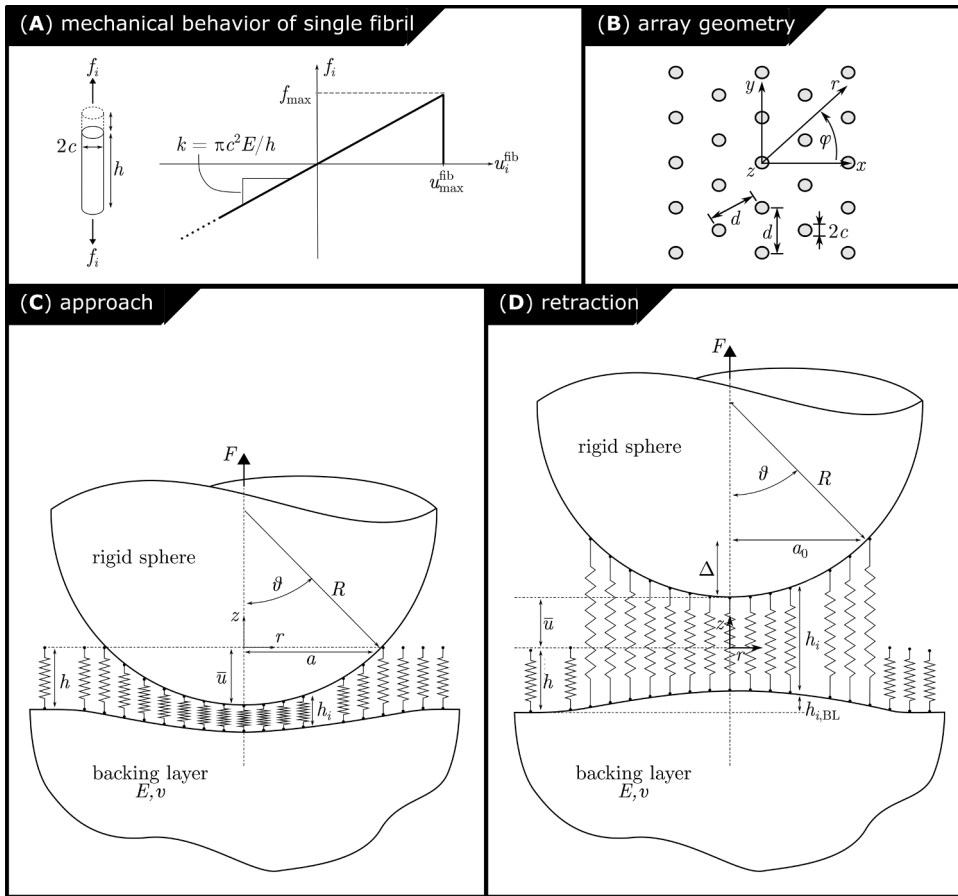 (A) mechanical behavior of single fibril
f_i
2c
h
f_i
f_i
f_max
k = πc²E/h
u_i^fib
u_max^fib
(B) array geometry
y
r
φ
z
x
d
d
2c
(C) approach
F
rigid sphere
ϑ
R
z
r
a
ū
h
h_i
backing layer
E,ν
(D) retraction
F
rigid sphere
ϑ
R
a_0
Δ
ū
z
r
h
h_i
h_i,BL
backing layer
E,ν